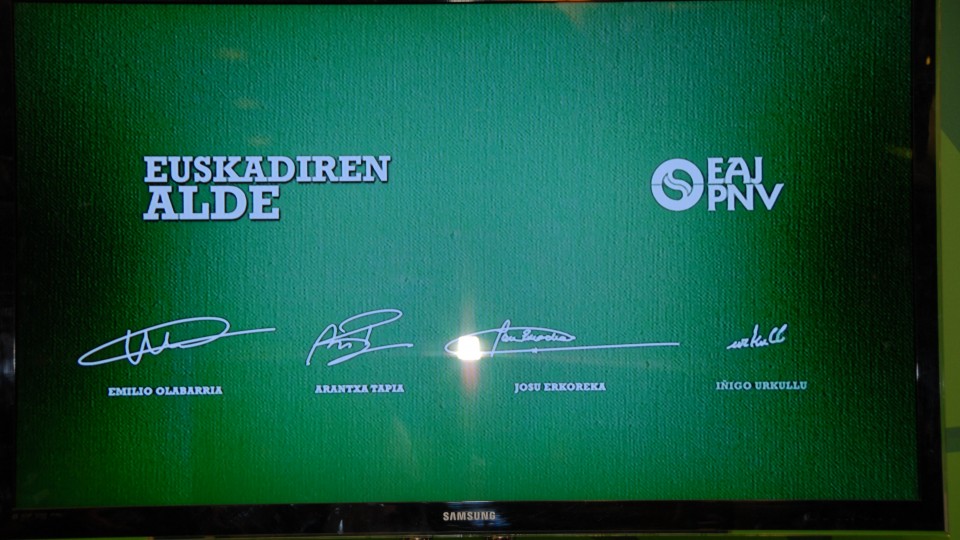 EUSKADIREN
ALDE
EAJ
PNV
EMILIO OLABARRIA
ARANTXA TAPIA
JOSU ERKOREKA
IÑIGO URKULLU
SAMSUNG